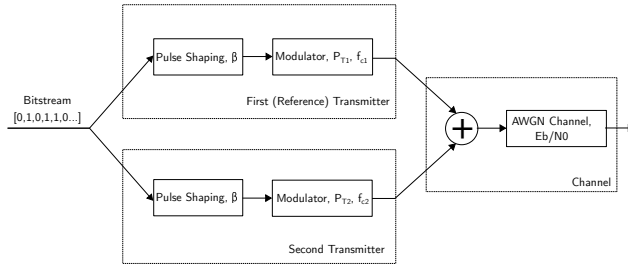 Bitstream
[0,1,0,1,1,0...]
Pulse Shaping, β
Modulator, P_T1, f_c1
First (Reference) Transmitter
Pulse Shaping, β
Modulator, P_T2, f_c2
Second Transmitter
+
AWGN Channel,
Eb/N0
Channel